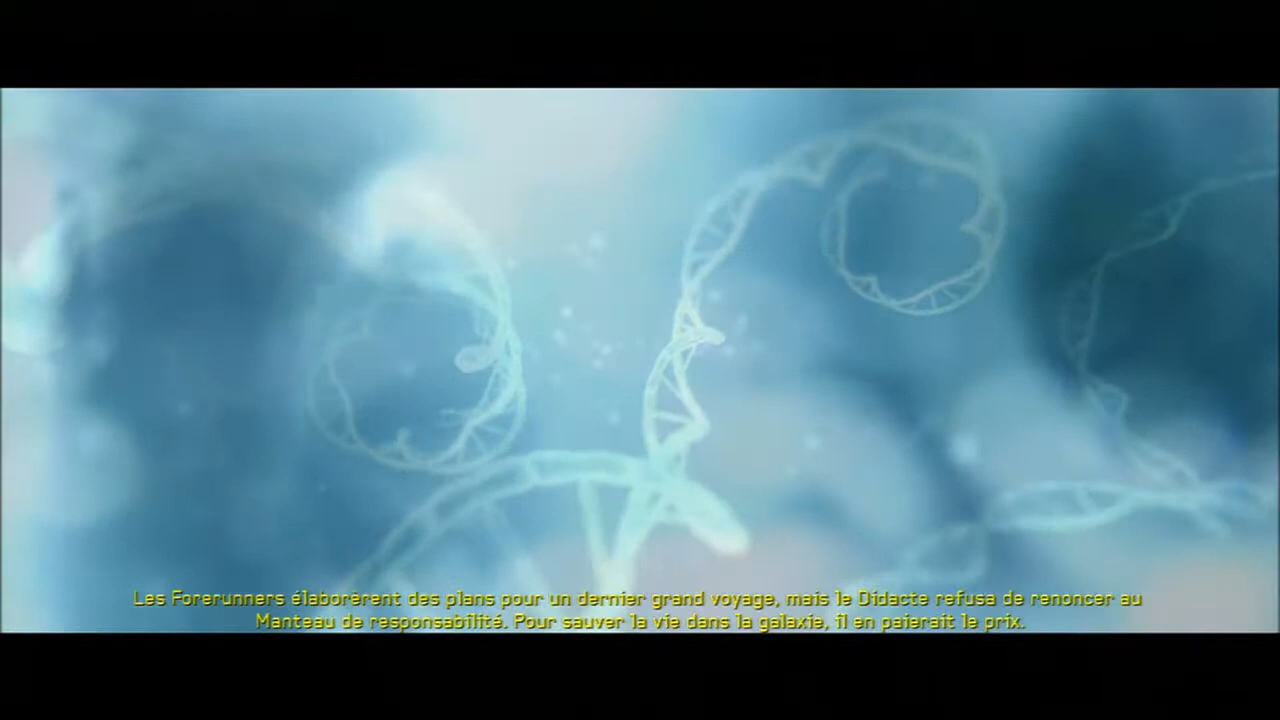 Les Forerunners élaborèrent des plans pour un dernier grand voyage, mais le Didacte refusa de renoncer au
Manteau de responsabilité. Pour sauver la vie dans la galaxie, il en paierait le prix.